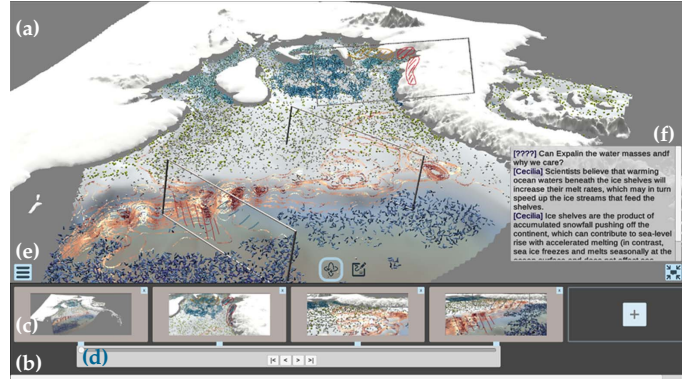 (a)
(f)
[????] Can Expalin the water masses andf
why we care?
[Cecilia] Scientists believe that warming
ocean waters beneath the ice shelves will
increase their melt rates, which may in turn
speed up the ice streams that feed the
shelves.
[Cecilia] Ice shelves are the product of
accumulated snowfall pushing off the
continent, which can contribute to sea-level
rise with accelerated melting (in contrast,
sea ice freezes and melts seasonally at the
(e)
(c)
(b)
(d)